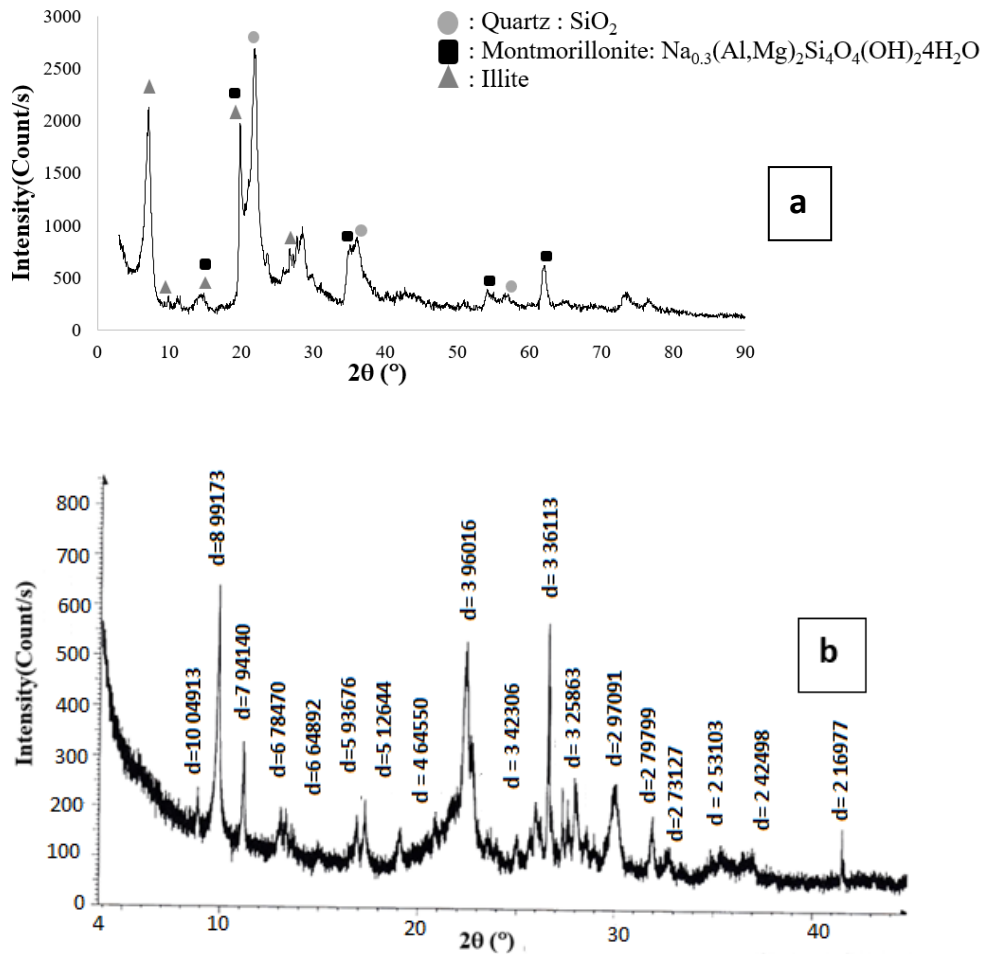 : Quartz : SiO₂
: Montmorillonite: Na₀.₃(Al,Mg)₂Si₄O₄(OH)₂4H₂O
: Illite
Intensity(Count/s)
3000
2500
2000
1500
1000
500
0
0 10 20 30 40 50 60 70 80 90
2θ (°)
a
Intensity(Count/s)
800
700
600
500
400
300
200
100
0
d=10 04913
d=8 99173
d=7 94140
d=6 78470
d=6 64892
d=5 93676
d=5 12644
d= 4 64550
d= 3 96016
d= 3 42306
d= 3 36113
d= 3 25863
d=2 97091
d=2 79799
d=2 73127
d= 2 53103
d= 2 42498
d= 2 16977
b
4 10 20 30 40
2θ (°)